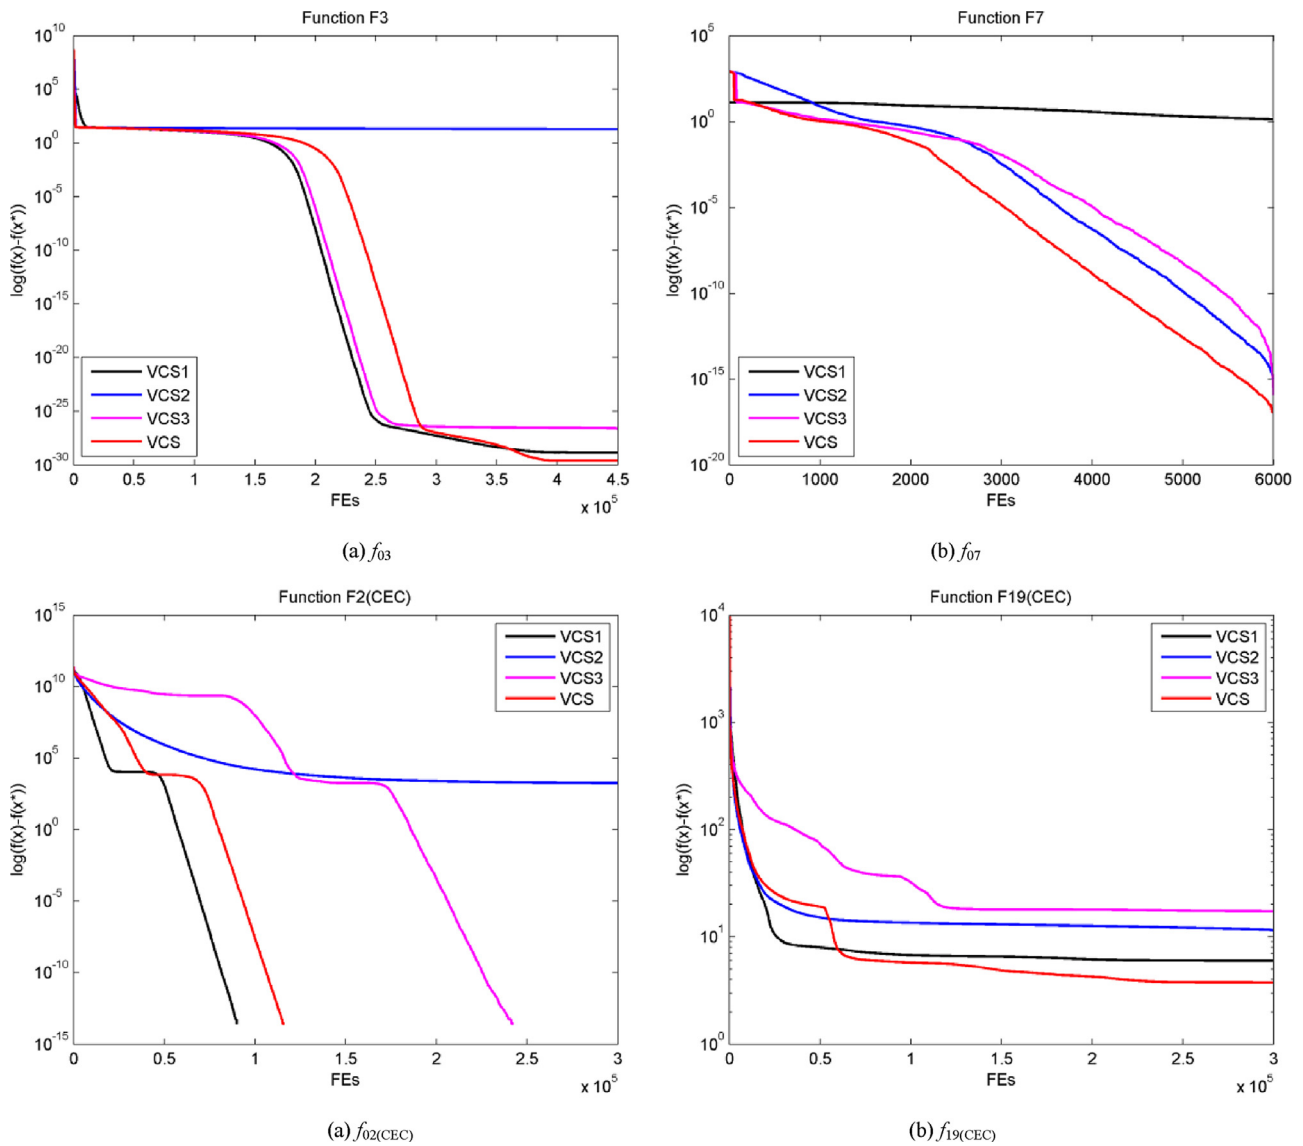 Function F3
10^10
10^5
10^0
10^-5
10^-10
10^-15
10^-20
10^-25
10^-30
log(f(x)-f(x*))
VCS1
VCS2
VCS3
VCS
0 0.5 1 1.5 2 2.5 3 3.5 4 4.5
FEs
x 10^5
(a) f03
Function F7
10^5
10^0
10^-5
10^-10
10^-15
10^-20
log(f(x)-f(x*))
VCS1
VCS2
VCS3
VCS
0 1000 2000 3000 4000 5000 6000
FEs
(b) f07
Function F2(CEC)
10^15
10^10
10^5
10^0
10^-5
10^-10
10^-15
log(f(x)-f(x*))
VCS1
VCS2
VCS3
VCS
0 0.5 1 1.5 2 2.5 3
FEs
x 10^5
(a) f02(CEC)
Function F19(CEC)
10^4
10^3
10^2
10^1
10^0
log(f(x)-f(x*))
VCS1
VCS2
VCS3
VCS
0 0.5 1 1.5 2 2.5 3
FEs
x 10^5
(b) f19(CEC)